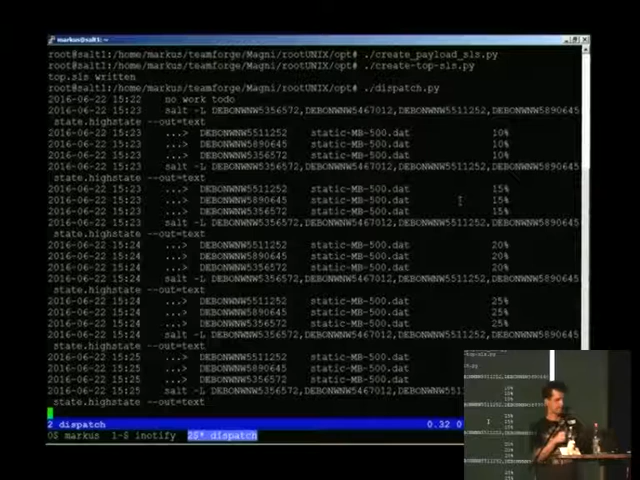 markus@salt1: ~
root@salt1:/home/markus/teamforge/Magni/rootUNIX/opt# ./create_payload_sls.py
root@salt1:/home/markus/teamforge/Magni/rootUNIX/opt# ./create-top-sls.py
top.sls written
root@salt1:/home/markus/teamforge/Magni/rootUNIX/opt# ./dispatch.py
2016-06-22 15:22 no work todo
2016-06-22 15:22 salt -L DEBONWNW5356572,DEBONWNW5467012,DEBONWNW5511252,DEBONWNW5890645
state.highstate --out=text
2016-06-22 15:23 ...> DEBONWNW5511252 static-MB-500.dat 10%
2016-06-22 15:23 ...> DEBONWNW5890645 static-MB-500.dat 10%
2016-06-22 15:23 ...> DEBONWNW5356572 static-MB-500.dat 10%
2016-06-22 15:23 salt -L DEBONWNW5356572,DEBONWNW5467012,DEBONWNW5511252,DEBONWNW5890645
state.highstate --out=text
2016-06-22 15:23 ...> DEBONWNW5511252 static-MB-500.dat 15%
2016-06-22 15:23 ...> DEBONWNW5890645 static-MB-500.dat 15%
2016-06-22 15:23 ...> DEBONWNW5356572 static-MB-500.dat 15%
2016-06-22 15:23 salt -L DEBONWNW5356572,DEBONWNW5467012,DEBONWNW5511252,DEBONWNW5890645
state.highstate --out=text
2016-06-22 15:24 ...> DEBONWNW5511252 static-MB-500.dat 20%
2016-06-22 15:24 ...> DEBONWNW5890645 static-MB-500.dat 20%
2016-06-22 15:24 ...> DEBONWNW5356572 static-MB-500.dat 20%
2016-06-22 15:24 salt -L DEBONWNW5356572,DEBONWNW5467012,DEBONWNW5511252,DEBONWNW5890645
state.highstate --out=text
2016-06-22 15:24 ...> DEBONWNW5511252 static-MB-500.dat 25%
2016-06-22 15:24 ...> DEBONWNW5890645 static-MB-500.dat 25%
2016-06-22 15:24 ...> DEBONWNW5356572 static-MB-500.dat 25%
2016-06-22 15:24 salt -L DEBONWNW5356572,DEBONWNW5467012,DEBONWNW5511252,DEBONWNW5890645
state.highstate --out=text
2016-06-22 15:25 ...> DEBONWNW5511252 static-MB-500.dat
2016-06-22 15:25 ...> DEBONWNW5890645 static-MB-500.dat
2016-06-22 15:25 ...> DEBONWNW5356572 static-MB-500.dat
2016-06-22 15:25 salt -L DEBONWNW5356572,DEBONWNW5467012,
state.highstate --out=text
2 dispatch 0.32
0$ markus 1-$ inotify 2$* dispatch